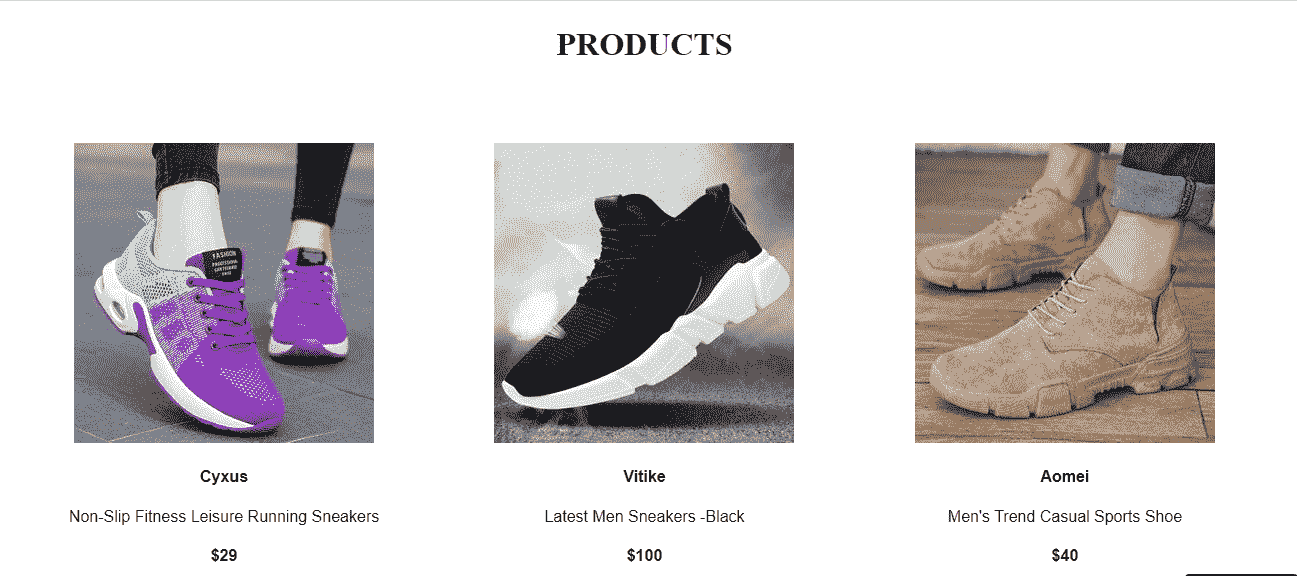 PRODUCTS
FASHION
Cyxus
Vitike
Aomei
Non-Slip Fitness Leisure Running Sneakers
Latest Men Sneakers -Black
Men's Trend Casual Sports Shoe
$29
$100
$40